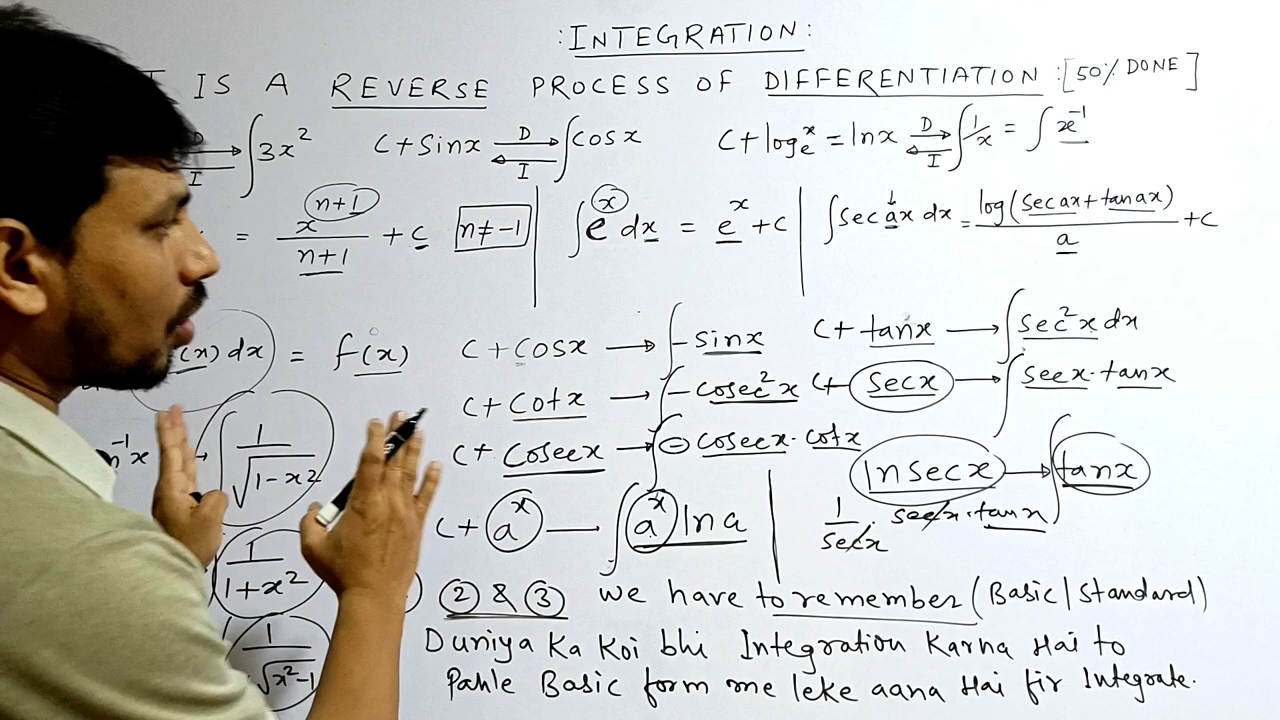 : INTEGRATION :
IS A REVERSE PROCESS OF DIFFERENTIATION : [50% DONE]
D I ∫3x² C+Sinx D I ∫cosx C+logₑx = lnx D I ∫1/x = ∫x⁻¹
= xⁿ⁺¹/(n+1) + C n≠-1 ∫eˣ dx = eˣ+C ∫sec ax dx = log(sec ax + tan ax)/a + C
(x) dx = f(x) C+cosx → ∫-sinx C+tanx → ∫sec²x dx
C+cotx → ∫-cosec²x C+secx → ∫secx·tanx
⁻¹x → ∫1/√(1-x²) C+cosecx → ∫-cosecx·cotx lnsecx → ∫tanx
C+aˣ → ∫aˣ lna 1/secx · secx·tanx
1/(1+x²) ② & ③ we have to remember (Basic/Standard)
1/√(x²-1) Duniya Ka Koi bhi Integration Karna Hai to
Pahle Basic form me leke aana Hai fir Integrate.